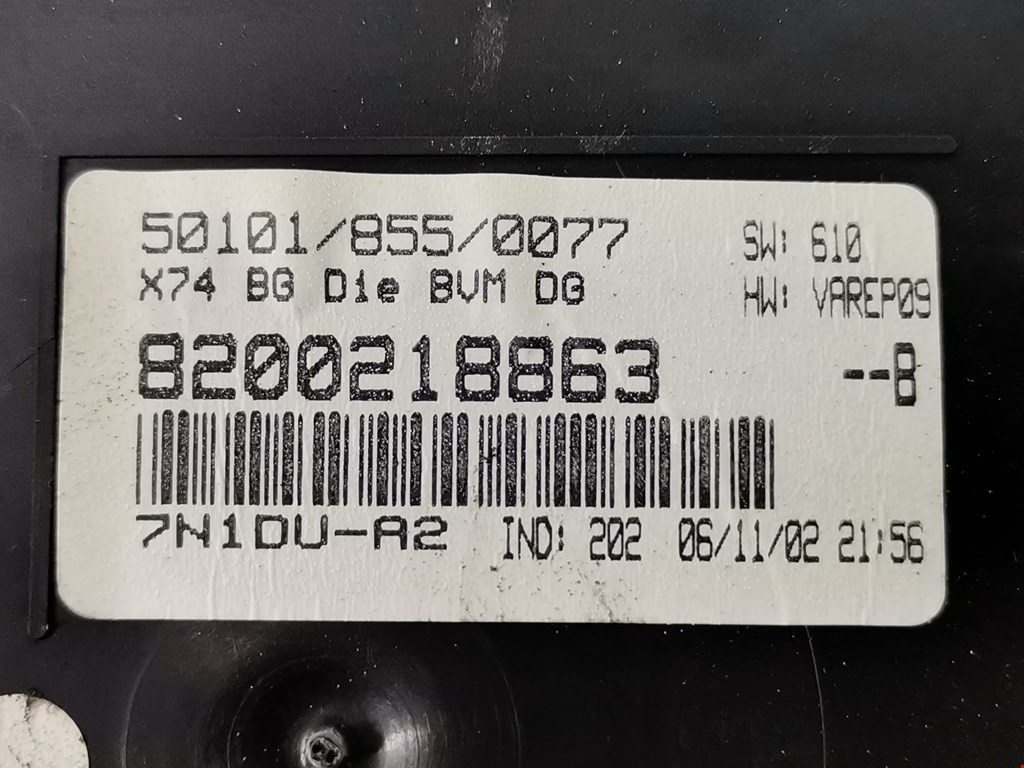 50101/855/0077 SW: 610
X74 BG Die BVM DG HW: VAREP09
8200218863 --B
7N1DU-A2 IND: 202 06/11/02 21:56